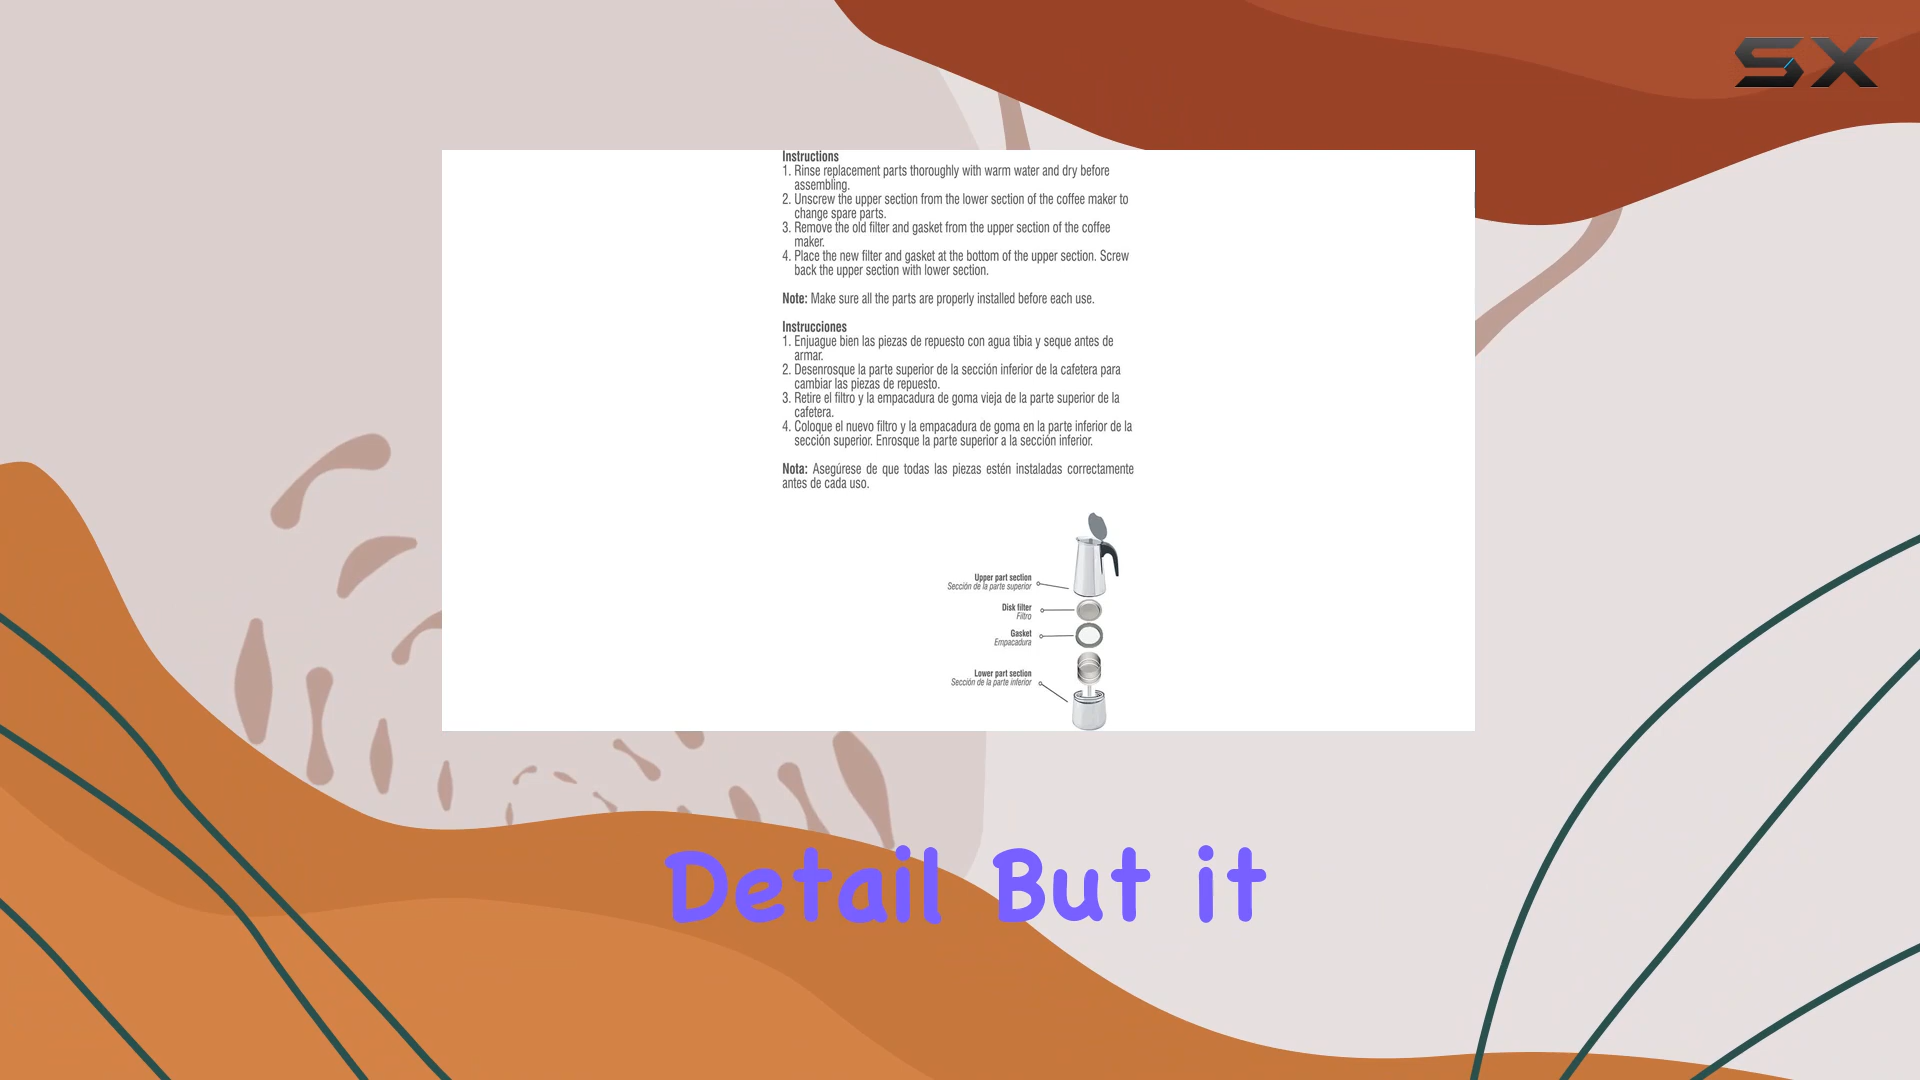 SX
Instructions
1. Rinse replacement parts thoroughly with warm water and dry before
assembling.
2. Unscrew the upper section from the lower section of the coffee maker to
change spare parts.
3. Remove the old filter and gasket from the upper section of the coffee
maker.
4. Place the new filter and gasket at the bottom of the upper section. Screw
back the upper section with lower section.
Note: Make sure all the parts are properly installed before each use.
Instrucciones
1. Enjuague bien las piezas de repuesto con agua tibia y seque antes de
armar.
2. Desenrosque la parte superior de la sección inferior de la cafetera para
cambiar las piezas de repuesto.
3. Retire el filtro y la empacadura de goma vieja de la parte superior de la
cafetera.
4. Coloque el nuevo filtro y la empacadura de goma en la parte inferior de la
sección superior. Enrosque la parte superior a la sección inferior.
Nota: Asegúrese de que todas las piezas estén instaladas correctamente
antes de cada uso.
Upper part section
Sección de la parte superior
Disk filter
Filtro
Gasket
Empacadura
Lower part section
Sección de la parte inferior
Detail But it